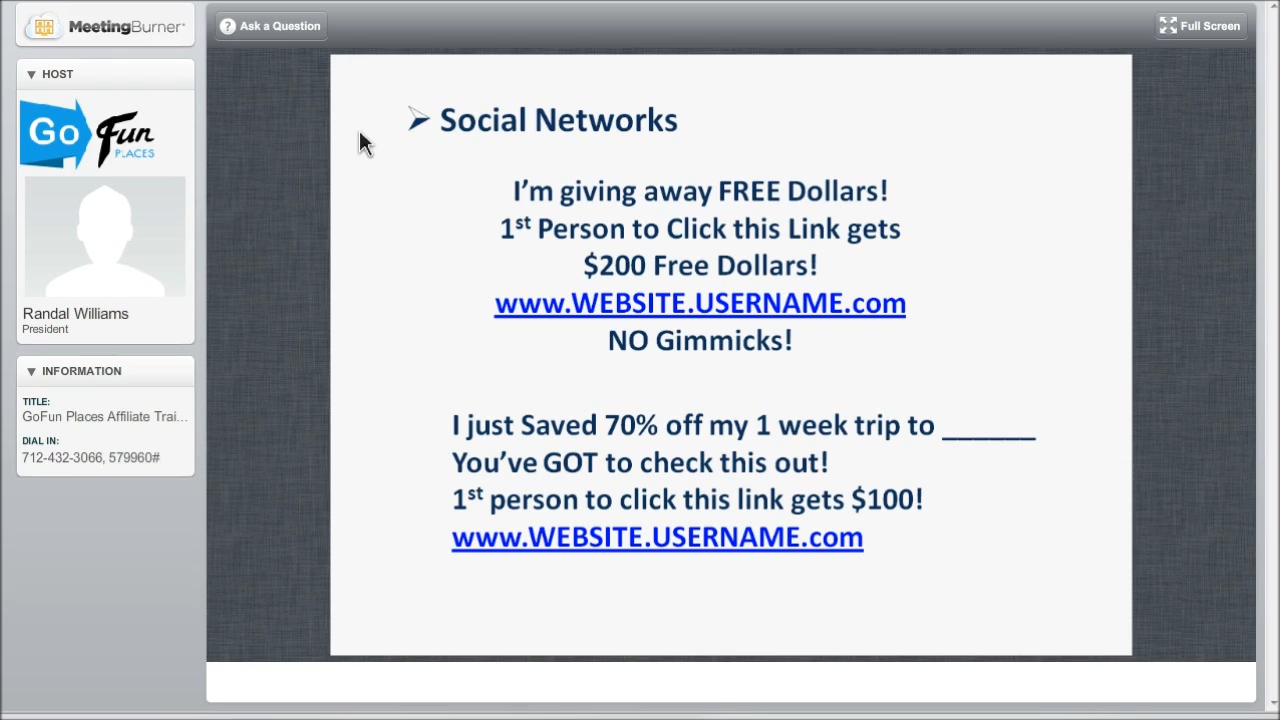 MeetingBurner
Ask a Question
Full Screen
HOST
Go Fun
PLACES
Randal Williams
President
INFORMATION
TITLE:
GoFun Places Affiliate Trai...
DIAL IN:
712-432-3066, 579960#
➢ Social Networks
I'm giving away FREE Dollars!
1st Person to Click this Link gets
$200 Free Dollars!
www.WEBSITE.USERNAME.com
NO Gimmicks!
I just Saved 70% off my 1 week trip to ______
You've GOT to check this out!
1st person to click this link gets $100!
www.WEBSITE.USERNAME.com